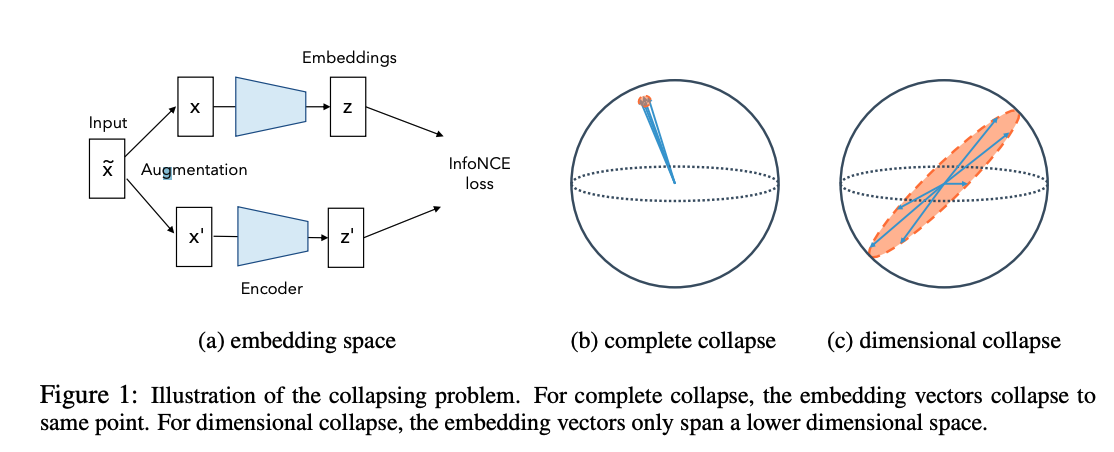 Embeddings
x
z
Input
x̃
Augmentation
InfoNCE
loss
x'
z'
Encoder
(a) embedding space
(b) complete collapse
(c) dimensional collapse
Figure 1: Illustration of the collapsing problem. For complete collapse, the embedding vectors collapse to
same point. For dimensional collapse, the embedding vectors only span a lower dimensional space.